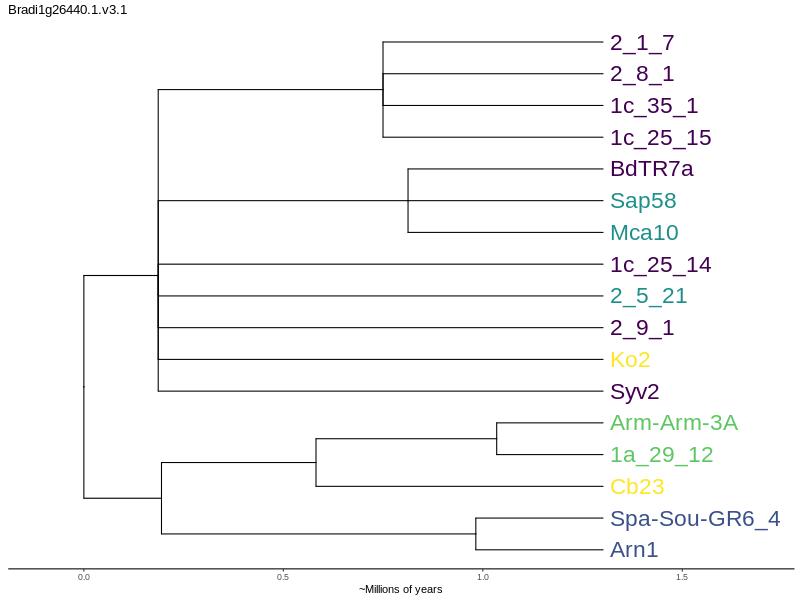 Bradi1g26440.1.v3.1
2_1_7
2_8_1
1c_35_1
1c_25_15
BdTR7a
Sap58
Mca10
1c_25_14
2_5_21
2_9_1
Ko2
Syv2
Arm-Arm-3A
1a_29_12
Cb23
Spa-Sou-GR6_4
Arn1
0.0 0.5 1.0 1.5
~Millions of years